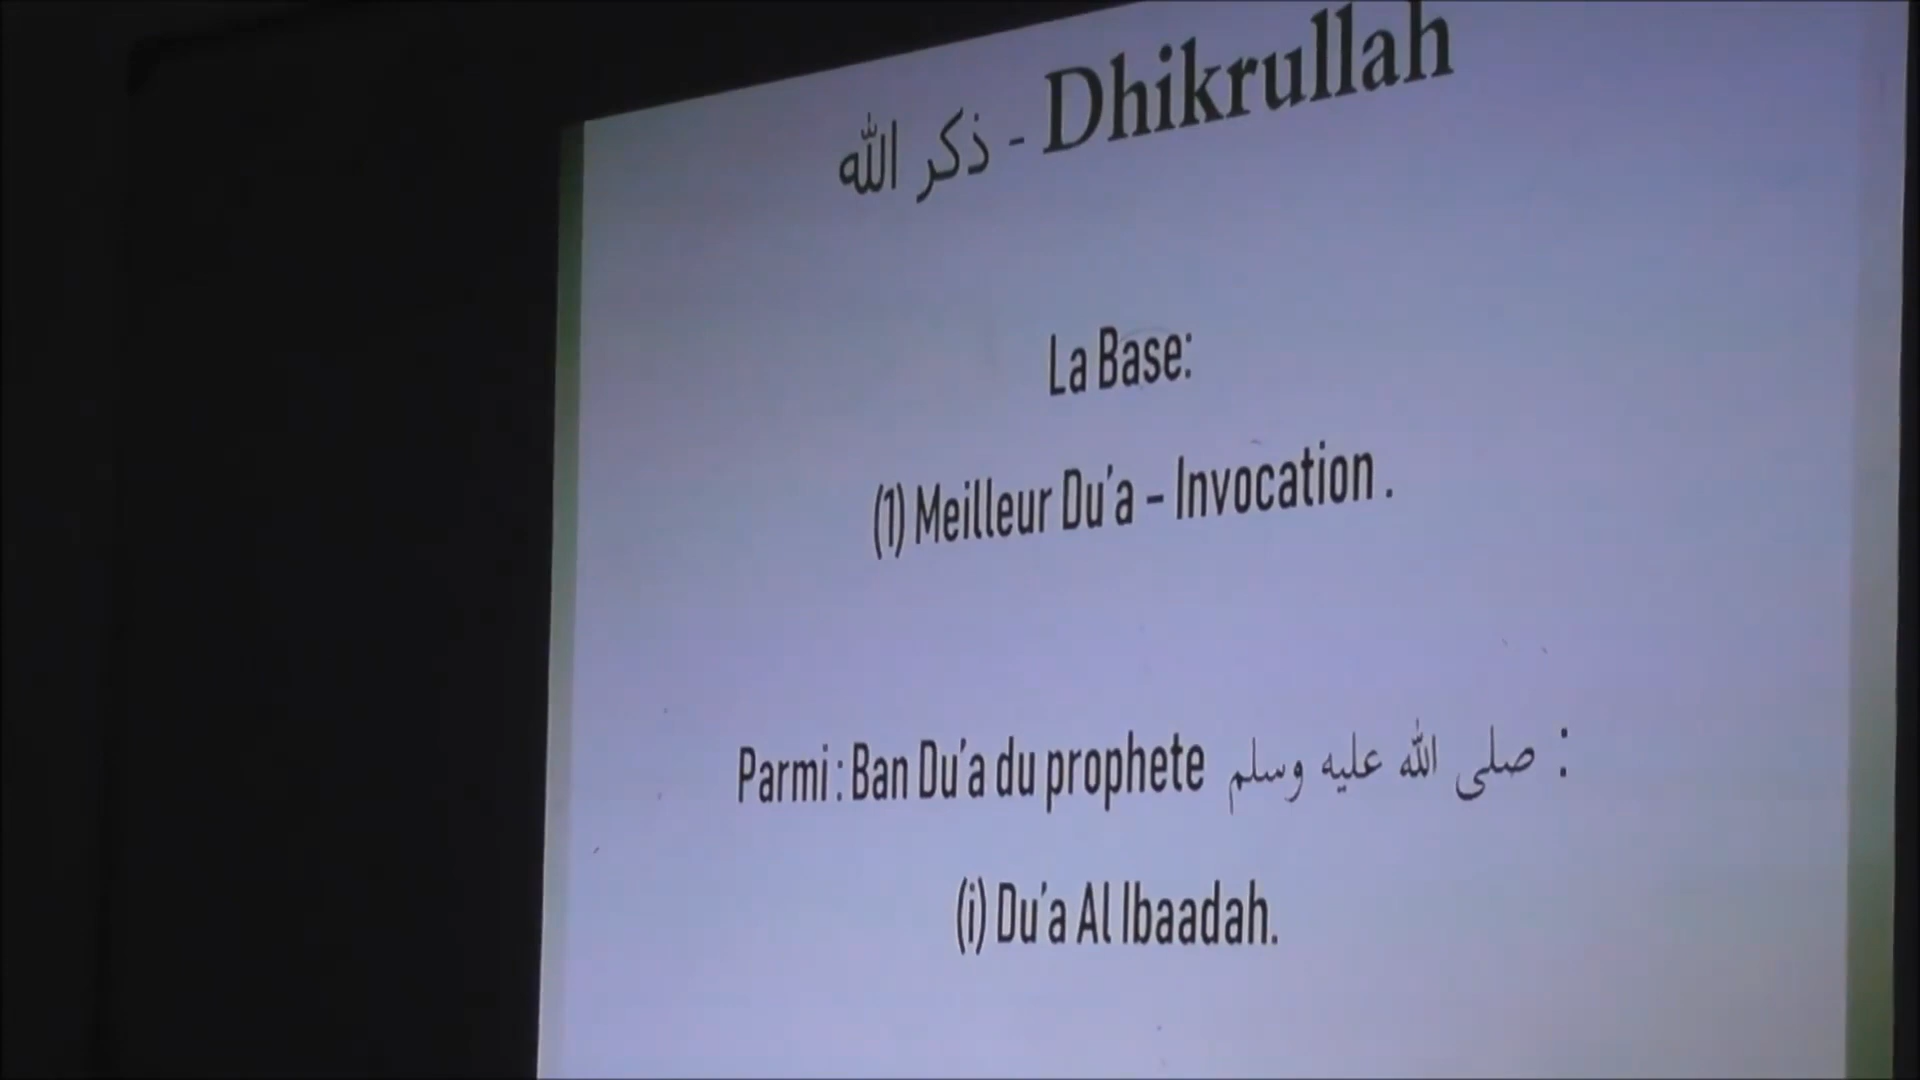 ذكر الله - Dhikrullah
La Base:
(1) Meilleur Du'a – Invocation .
Parmi : Ban Du'a du prophete صلى الله عليه وسلم :
(i) Du'a Al Ibaadah.